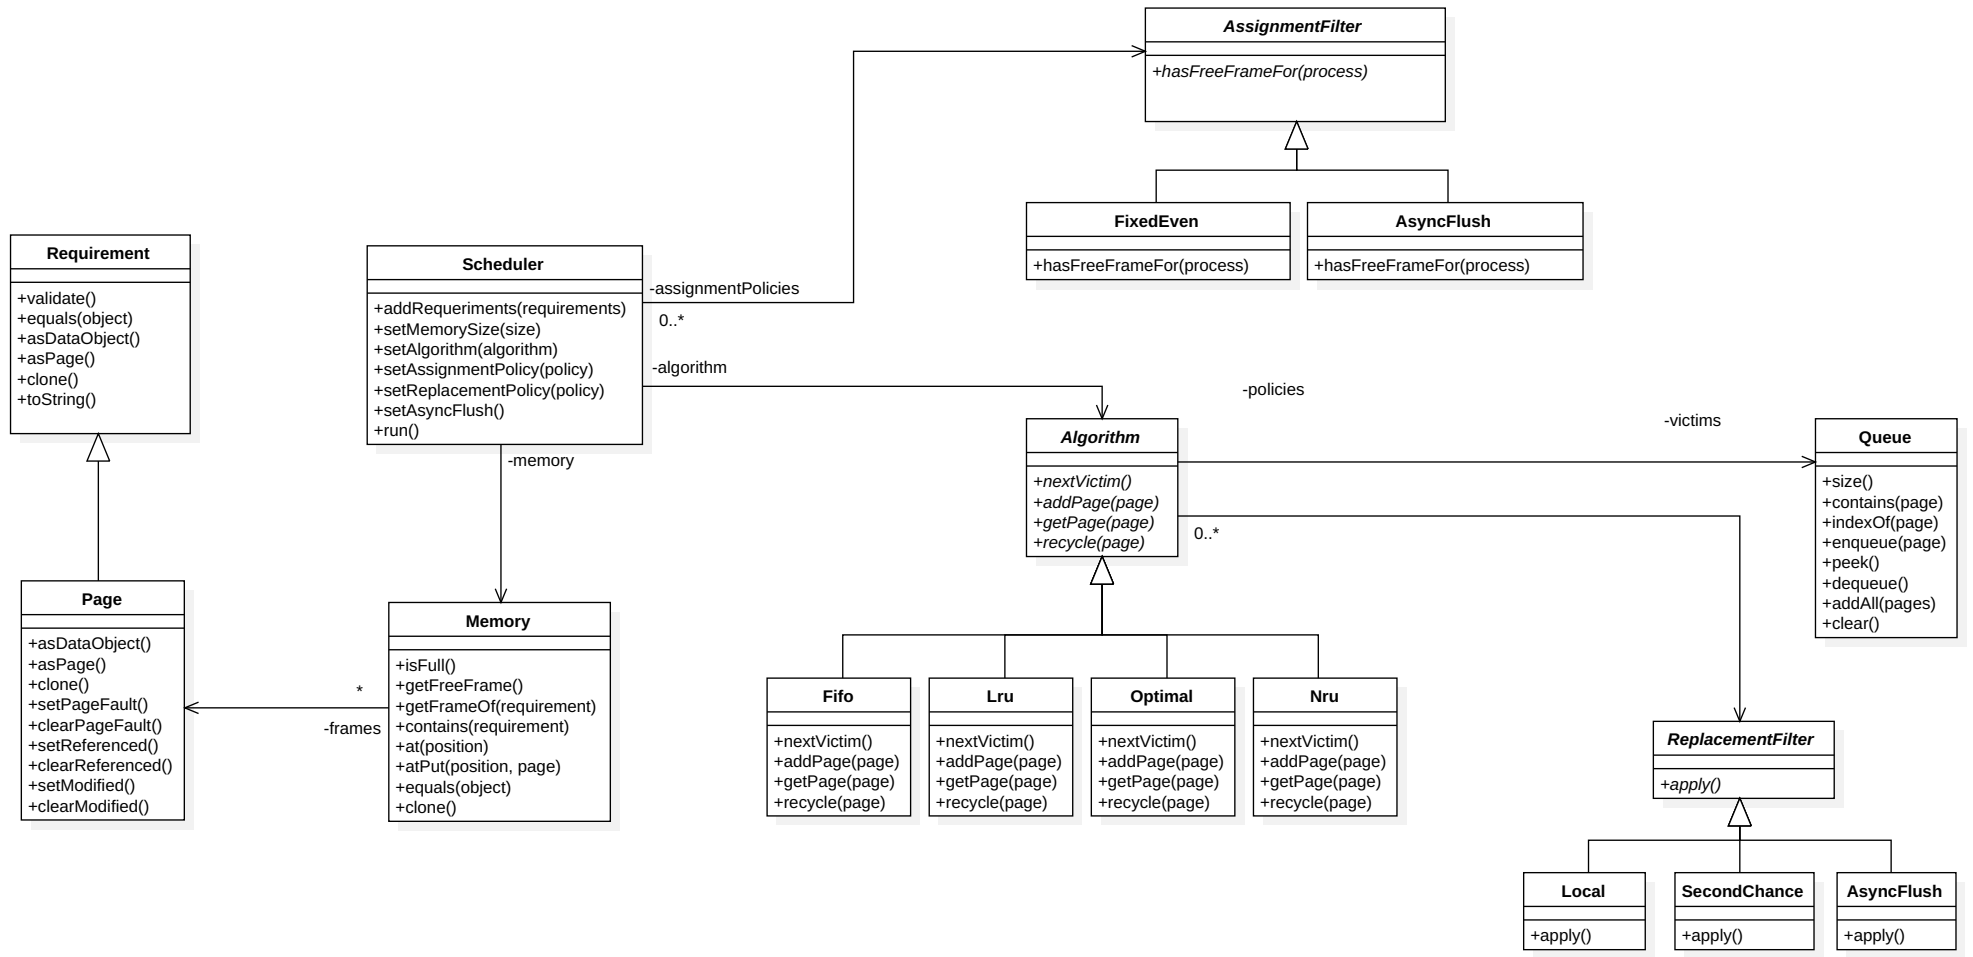 AssignmentFilter
+hasFreeFrameFor(process)
FixedEven
+hasFreeFrameFor(process)
AsyncFlush
+hasFreeFrameFor(process)
Requirement
+validate()
+equals(object)
+asDataObject()
+asPage()
+clone()
+toString()
Scheduler
+addRequeriments(requirements)
+setMemorySize(size)
+setAlgorithm(algorithm)
+setAssignmentPolicy(policy)
+setReplacementPolicy(policy)
+setAsyncFlush()
+run()
-assignmentPolicies
0..*
-algorithm
-memory
-policies
-victims
Algorithm
+nextVictim()
+addPage(page)
+getPage(page)
+recycle(page)
0..*
Queue
+size()
+contains(page)
+indexOf(page)
+enqueue(page)
+peek()
+dequeue()
+addAll(pages)
+clear()
Page
+asDataObject()
+asPage()
+clone()
+setPageFault()
+clearPageFault()
+setReferenced()
+clearReferenced()
+setModified()
+clearModified()
*
-frames
Memory
+isFull()
+getFreeFrame()
+getFrameOf(requirement)
+contains(requirement)
+at(position)
+atPut(position, page)
+equals(object)
+clone()
Fifo
+nextVictim()
+addPage(page)
+getPage(page)
+recycle(page)
Lru
+nextVictim()
+addPage(page)
+getPage(page)
+recycle(page)
Optimal
+nextVictim()
+addPage(page)
+getPage(page)
+recycle(page)
Nru
+nextVictim()
+addPage(page)
+getPage(page)
+recycle(page)
ReplacementFilter
+apply()
Local
+apply()
SecondChance
+apply()
AsyncFlush
+apply()